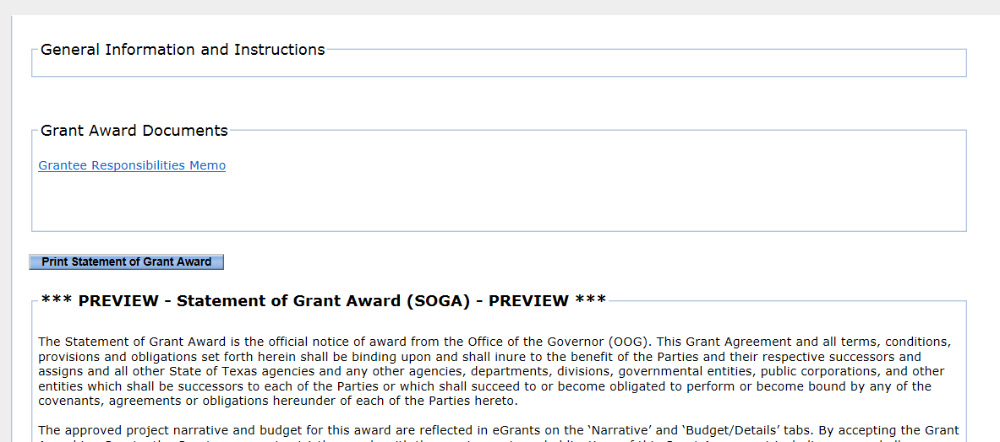 General Information and Instructions
Grant Award Documents
Grantee Responsibilities Memo
Print Statement of Grant Award
*** PREVIEW - Statement of Grant Award (SOGA) - PREVIEW ***
The Statement of Grant Award is the official notice of award from the Office of the Governor (OOG). This Grant Agreement and all terms, conditions,
provisions and obligations set forth herein shall be binding upon and shall inure to the benefit of the Parties and their respective successors and
assigns and all other State of Texas agencies and any other agencies, departments, divisions, governmental entities, public corporations, and other
entities which shall be successors to each of the Parties or which shall succeed to or become obligated to perform or become bound by any of the
covenants, agreements or obligations hereunder of each of the Parties hereto.
The approved project narrative and budget for this award are reflected in eGrants on the ‘Narrative’ and ‘Budget/Details’ tabs. By accepting the Grant